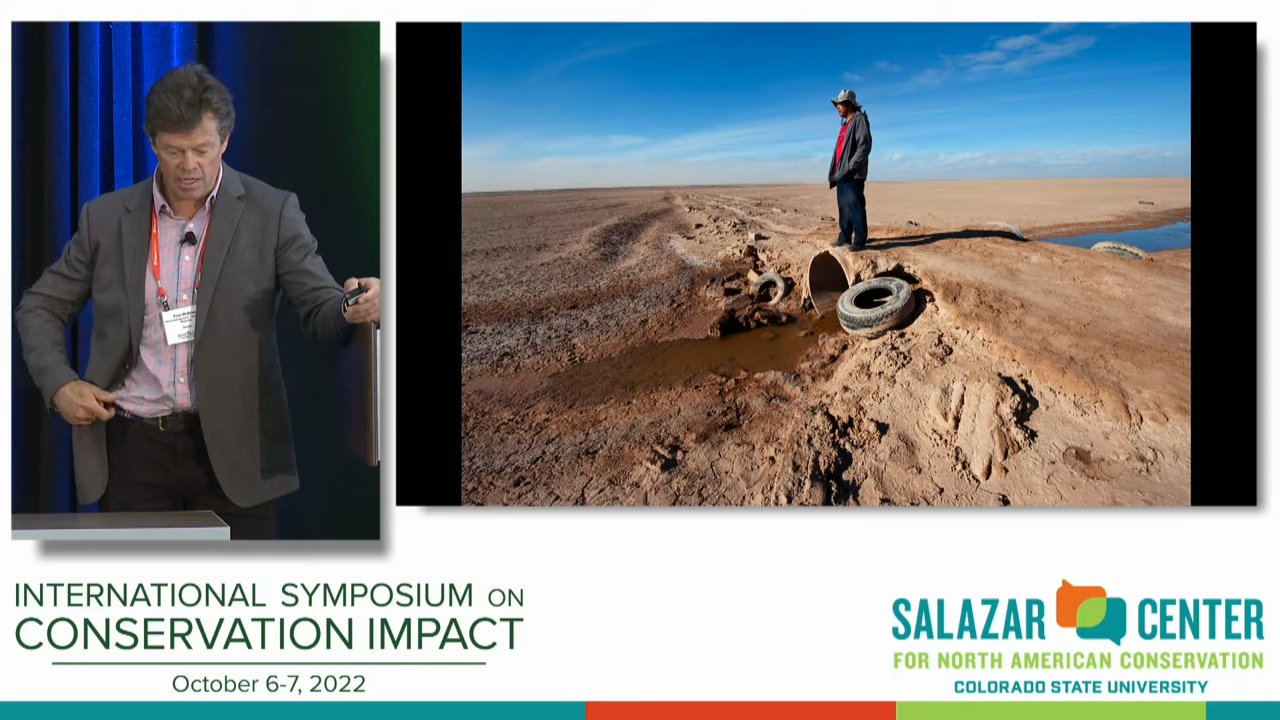 INTERNATIONAL SYMPOSIUM ON
CONSERVATION IMPACT
October 6-7, 2022
SALAZAR CENTER
FOR NORTH AMERICAN CONSERVATION
COLORADO STATE UNIVERSITY